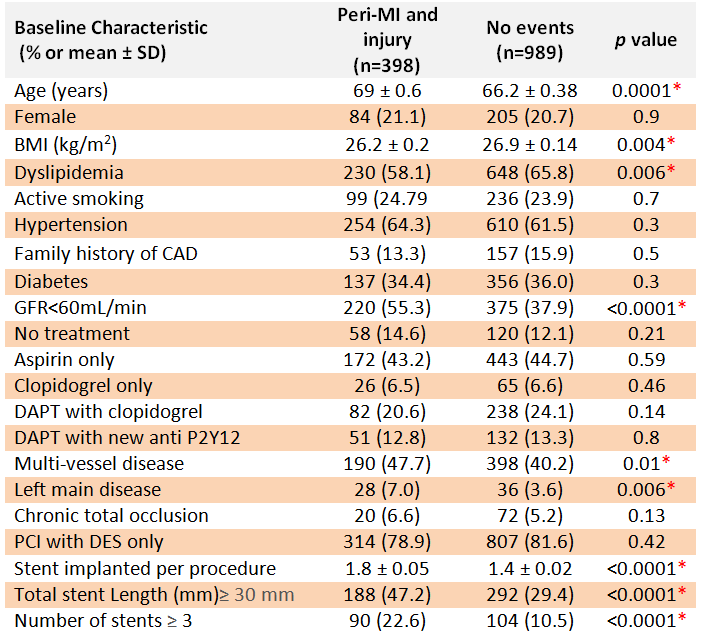 Baseline Characteristic (% or mean ± SD) Peri-MI and injury (n=398) No events (n=989) p value
Age (years) 69 ± 0.6 66.2 ± 0.38 0.0001*
Female 84 (21.1) 205 (20.7) 0.9
BMI (kg/m²) 26.2 ± 0.2 26.9 ± 0.14 0.004*
Dyslipidemia 230 (58.1) 648 (65.8) 0.006*
Active smoking 99 (24.79 236 (23.9) 0.7
Hypertension 254 (64.3) 610 (61.5) 0.3
Family history of CAD 53 (13.3) 157 (15.9) 0.5
Diabetes 137 (34.4) 356 (36.0) 0.3
GFR<60mL/min 220 (55.3) 375 (37.9) <0.0001*
No treatment 58 (14.6) 120 (12.1) 0.21
Aspirin only 172 (43.2) 443 (44.7) 0.59
Clopidogrel only 26 (6.5) 65 (6.6) 0.46
DAPT with clopidogrel 82 (20.6) 238 (24.1) 0.14
DAPT with new anti P2Y12 51 (12.8) 132 (13.3) 0.8
Multi-vessel disease 190 (47.7) 398 (40.2) 0.01*
Left main disease 28 (7.0) 36 (3.6) 0.006*
Chronic total occlusion 20 (6.6) 72 (5.2) 0.13
PCI with DES only 314 (78.9) 807 (81.6) 0.42
Stent implanted per procedure 1.8 ± 0.05 1.4 ± 0.02 <0.0001*
Total stent Length (mm)≥ 30 mm 188 (47.2) 292 (29.4) <0.0001*
Number of stents ≥ 3 90 (22.6) 104 (10.5) <0.0001*